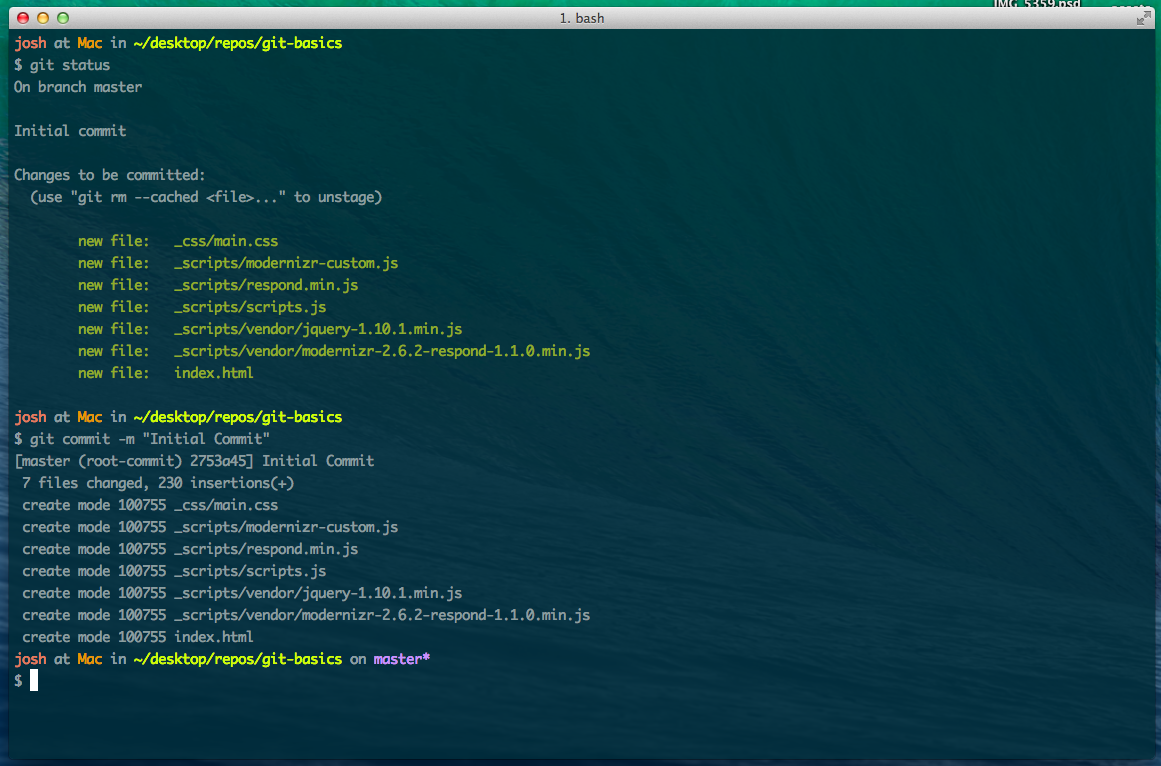 IMG_5359.psd
1. bash
josh at Mac in ~/desktop/repos/git-basics
$ git status
On branch master
Initial commit
Changes to be committed:
  (use "git rm --cached <file>..." to unstage)
        new file:   _css/main.css
        new file:   _scripts/modernizr-custom.js
        new file:   _scripts/respond.min.js
        new file:   _scripts/scripts.js
        new file:   _scripts/vendor/jquery-1.10.1.min.js
        new file:   _scripts/vendor/modernizr-2.6.2-respond-1.1.0.min.js
        new file:   index.html
josh at Mac in ~/desktop/repos/git-basics
$ git commit -m "Initial Commit"
[master (root-commit) 2753a45] Initial Commit
 7 files changed, 230 insertions(+)
 create mode 100755 _css/main.css
 create mode 100755 _scripts/modernizr-custom.js
 create mode 100755 _scripts/respond.min.js
 create mode 100755 _scripts/scripts.js
 create mode 100755 _scripts/vendor/jquery-1.10.1.min.js
 create mode 100755 _scripts/vendor/modernizr-2.6.2-respond-1.1.0.min.js
 create mode 100755 index.html
josh at Mac in ~/desktop/repos/git-basics on master*
$